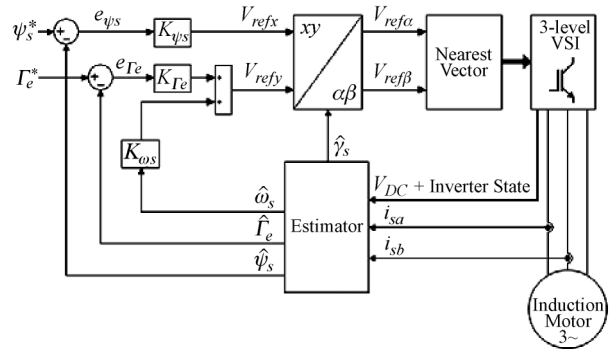 ψs* + − eψs Kψs Vrefx xy Vrefα 3-level
VSI
Γe* + − eΓe KΓe + + Vrefy αβ Vrefβ Nearest
Vector
Kωs γ̂s
ω̂s VDC + Inverter State
Γ̂e Estimator isa
ψ̂s isb
Induction
Motor
3~